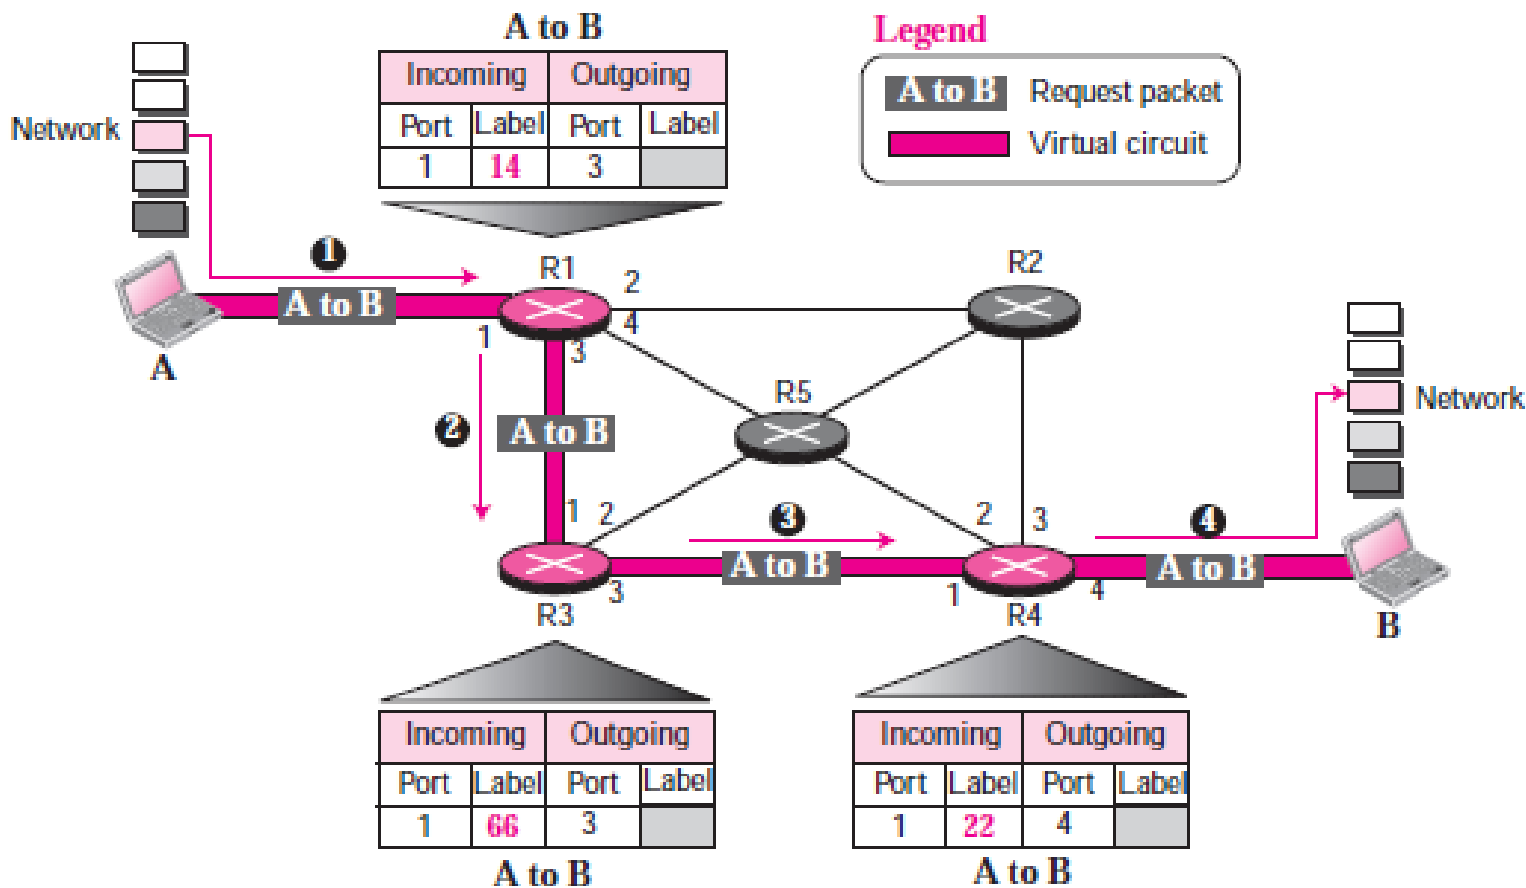 A to B
Legend
Incoming Outgoing
Port Label Port Label
1 14 3
A to B Request packet
Virtual circuit
Network
1
A to B
A
R1
1
2
4
3
R2
R5
2
A to B
Network
1 2
3
R3
3
A to B
2 3
1 4
R4
4
A to B
B
Incoming Outgoing
Port Label Port Label
1 66 3
A to B
Incoming Outgoing
Port Label Port Label
1 22 4
A to B